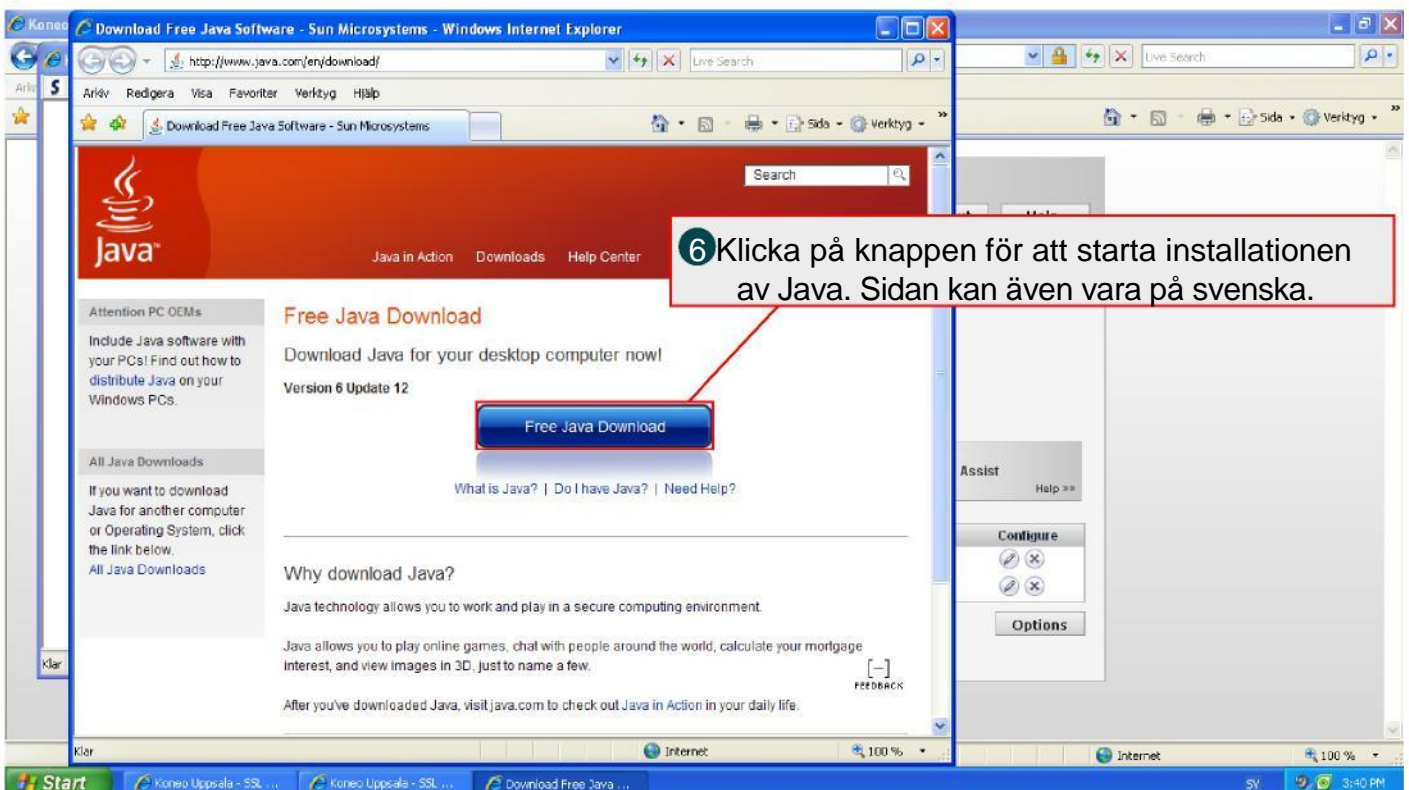 Koneo
Download Free Java Software - Sun Microsystems - Windows Internet Explorer
http://www.java.com/en/download/
Live Search
Live Search
Arkiv Redigera Visa Favoriter Verktyg Hjälp
Download Free Java Software - Sun Microsystems
Sida Verktyg
Sida Verktyg
Java™
Search
Java in Action Downloads Help Center
Help
6 Klicka på knappen för att starta installationen
av Java. Sidan kan även vara på svenska.
Attention PC OEMs
Include Java software with
your PCs! Find out how to
distribute Java on your
Windows PCs.
All Java Downloads
If you want to download
Java for another computer
or Operating System, click
the link below.
All Java Downloads
Free Java Download
Download Java for your desktop computer now!
Version 6 Update 12
Free Java Download
What is Java? | Do I have Java? | Need Help?
Why download Java?
Java technology allows you to work and play in a secure computing environment.
Java allows you to play online games, chat with people around the world, calculate your mortgage
interest, and view images in 3D, just to name a few.
[–]
FEEDBACK
After you've downloaded Java, visit java.com to check out Java in Action in your daily life.
Assist
Help »»
Configure
Options
Klar
Klar
Internet
100 %
Internet
100 %
Start
Koneo Uppsala - SSL ...
Koneo Uppsala - SSL ...
Download Free Java ...
SV
3:40 PM